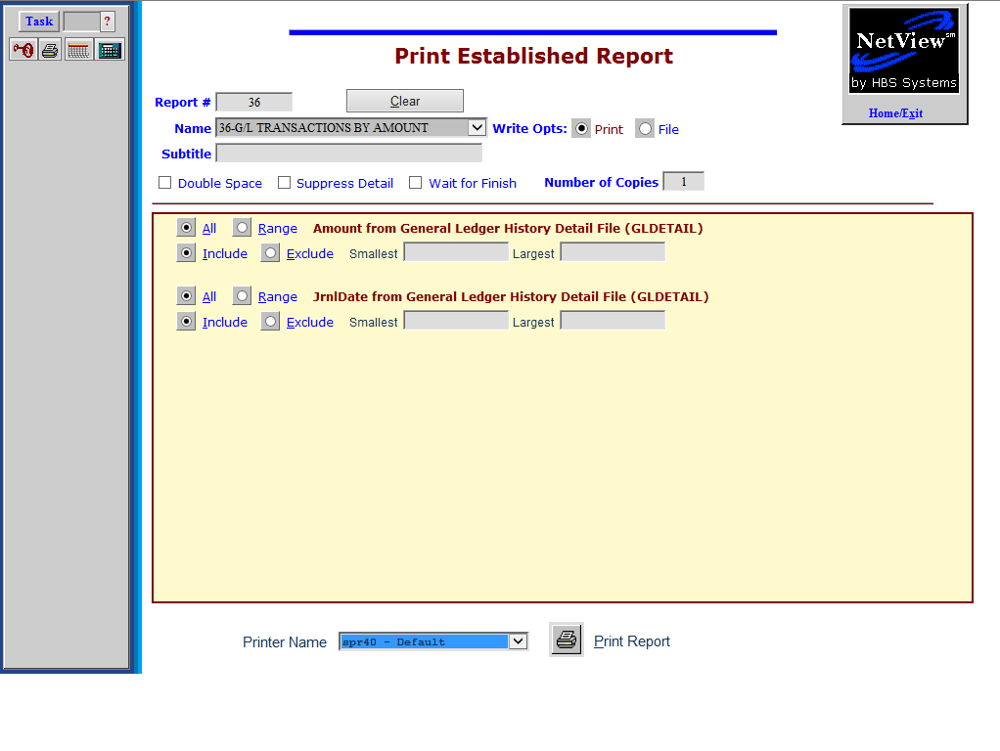 Task ?
NetView℠
by HBS Systems
Home/Exit
Print Established Report
Report # 36 Clear
Name 36-G/L TRANSACTIONS BY AMOUNT Write Opts: Print File
Subtitle
Double Space Suppress Detail Wait for Finish Number of Copies 1
All Range Amount from General Ledger History Detail File (GLDETAIL)
Include Exclude Smallest Largest
All Range JrnlDate from General Ledger History Detail File (GLDETAIL)
Include Exclude Smallest Largest
Printer Name spr40 - Default Print Report